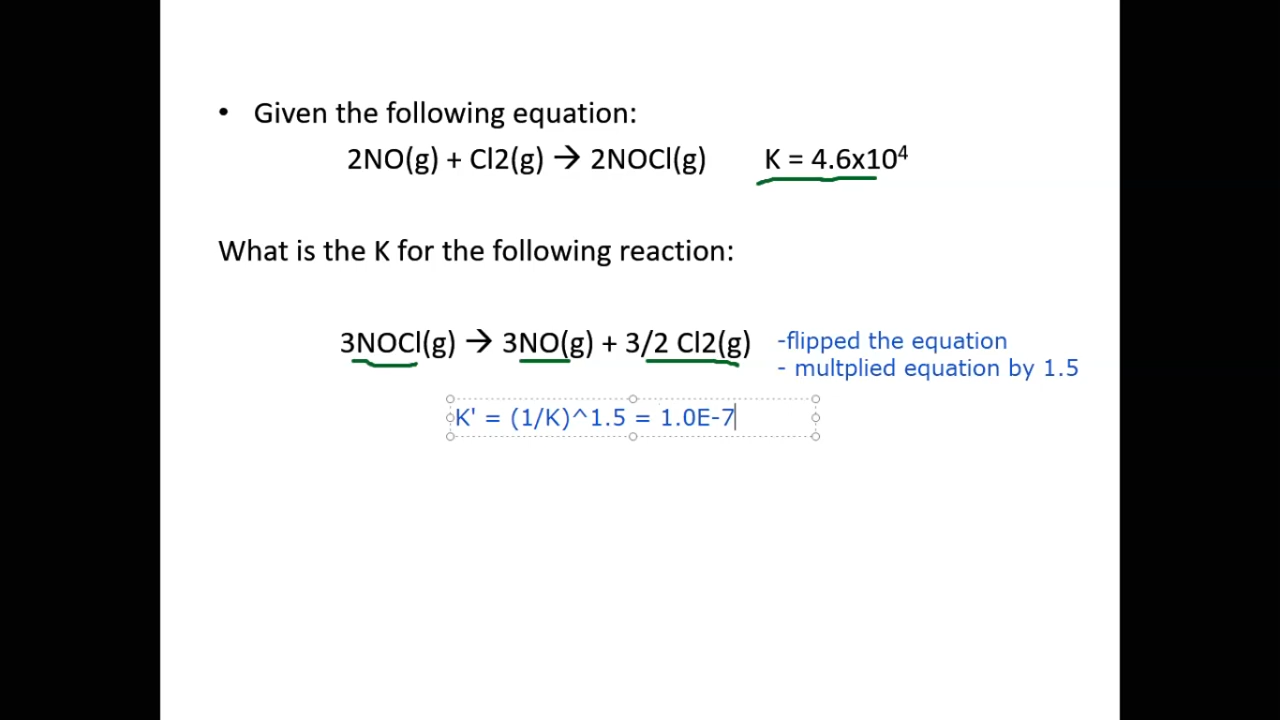 • Given the following equation:
2NO(g) + Cl2(g) → 2NOCl(g) K = 4.6x10⁴
What is the K for the following reaction:
3NOCl(g) → 3NO(g) + 3/2 Cl2(g)
-flipped the equation
- multplied equation by 1.5
K' = (1/K)^1.5 = 1.0E-7